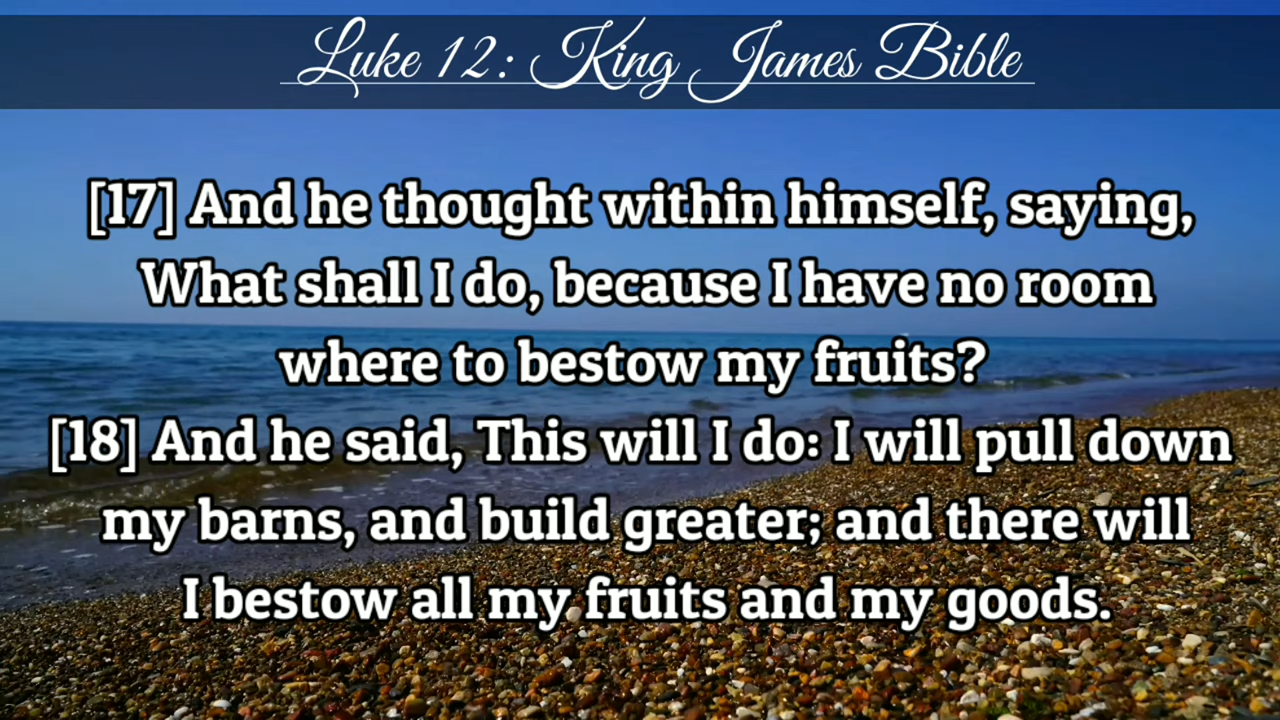 Luke 12: King James Bible
[17] And he thought within himself, saying,
What shall I do, because I have no room
where to bestow my fruits?
[18] And he said, This will I do: I will pull down
my barns, and build greater; and there will
I bestow all my fruits and my goods.